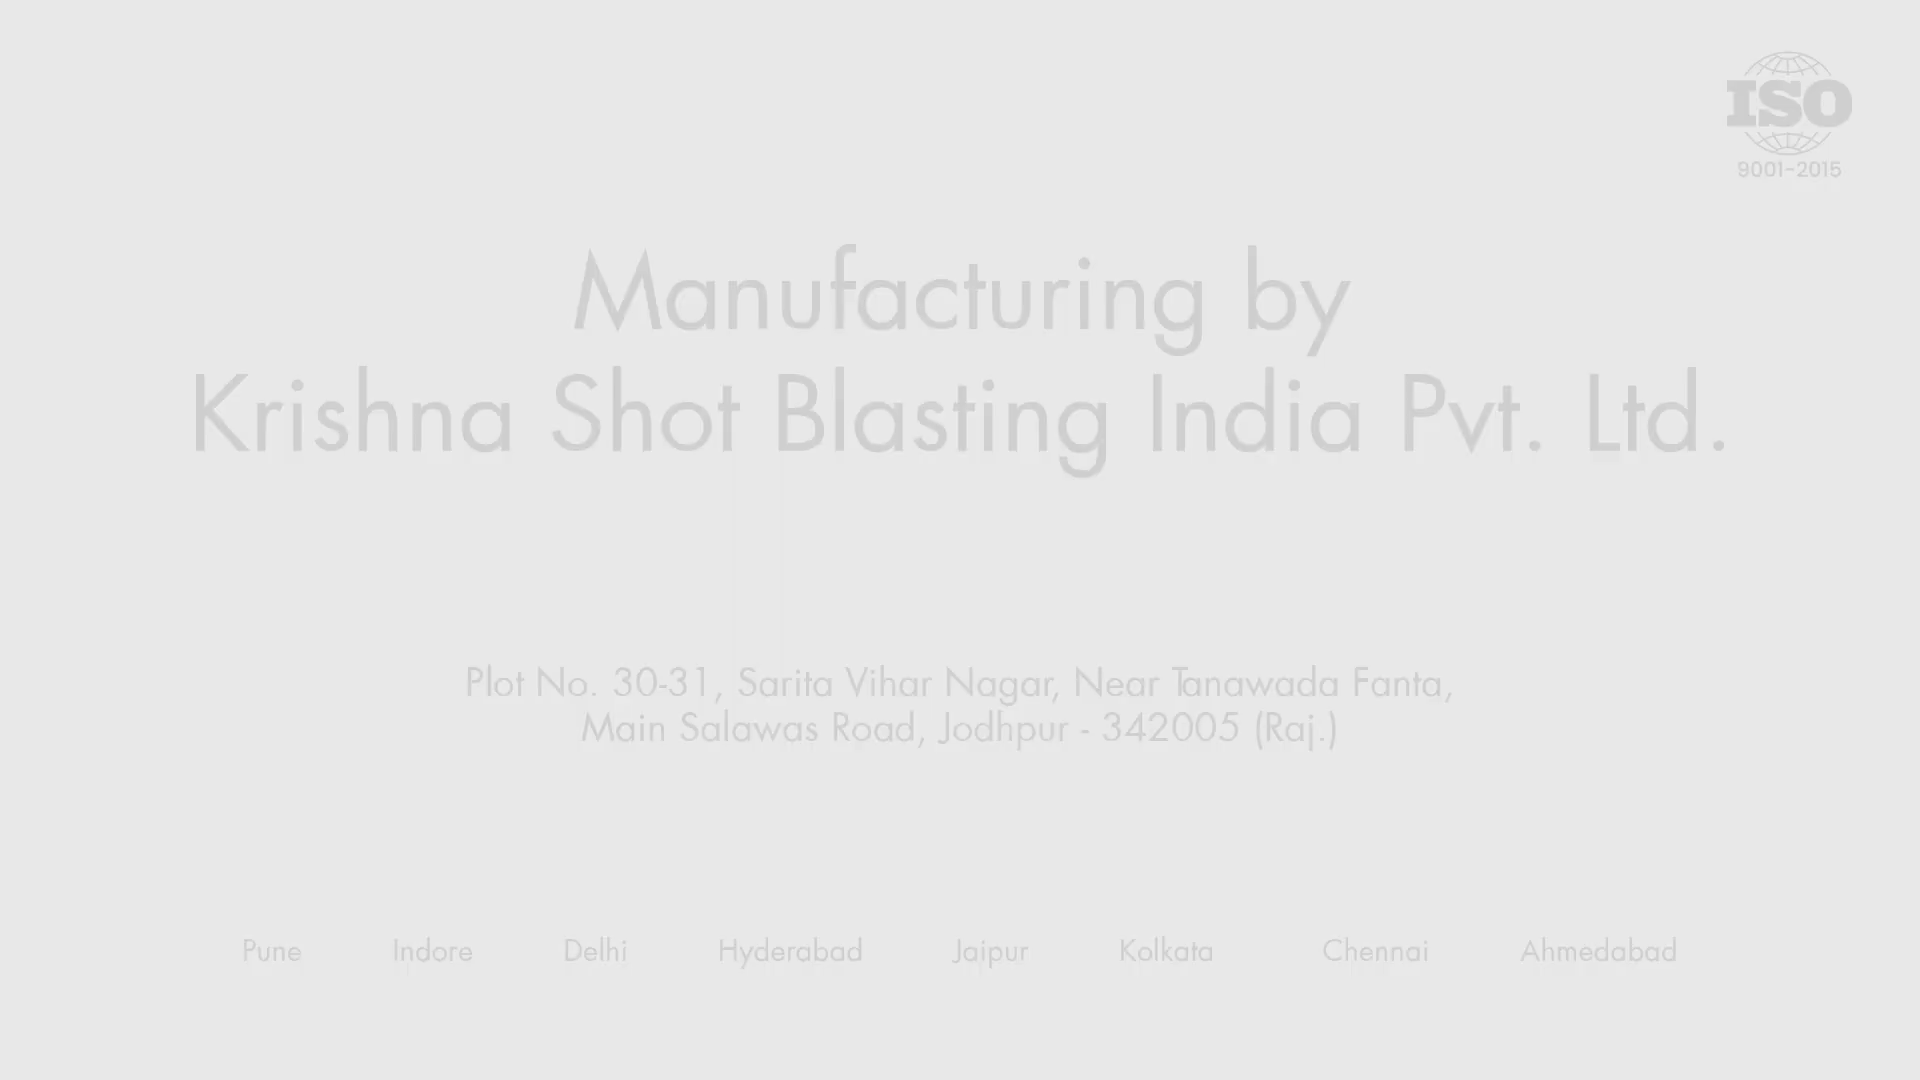 ISO
9001-2015
Manufacturing by
Krishna Shot Blasting India Pvt. Ltd.
Plot No. 30-31, Sarita Vihar Nagar, Near Tanawada Fanta,
Main Salawas Road, Jodhpur - 342005 (Raj.)
Pune Indore Delhi Hyderabad Jaipur Kolkata Chennai Ahmedabad